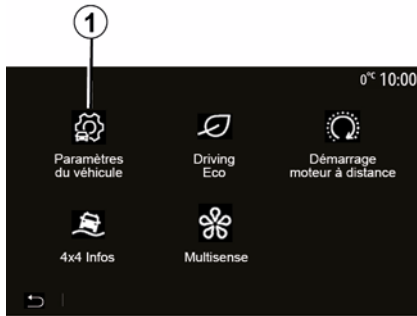 1
0°C 10:00
Paramètres
du véhicule
Driving
Eco
Démarrage
moteur à distance
4x4 Infos
Multisense